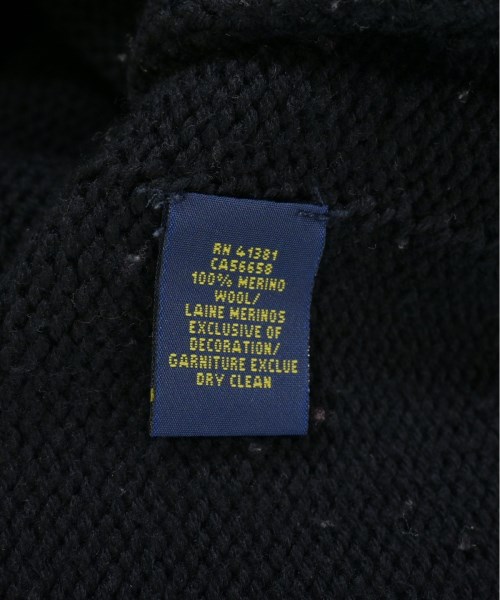 RN 41381
CA56658
100% MERINO
WOOL/
LAINE MERINOS
EXCLUSIVE OF
DECORATION/
GARNITURE EXCLUE
DRY CLEAN